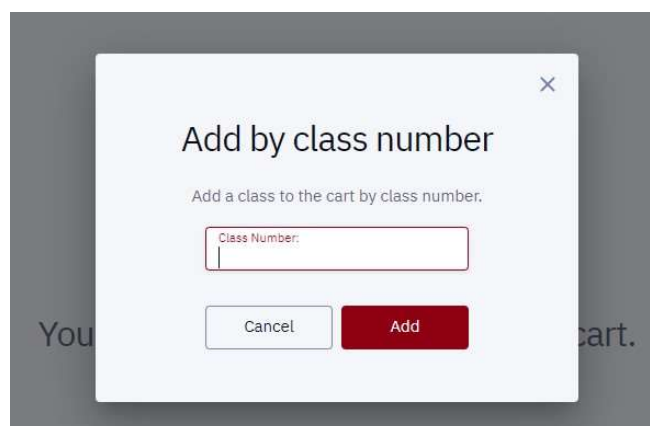 Add by class number
Add a class to the cart by class number.
Class Number:
Cancel Add
You cart.